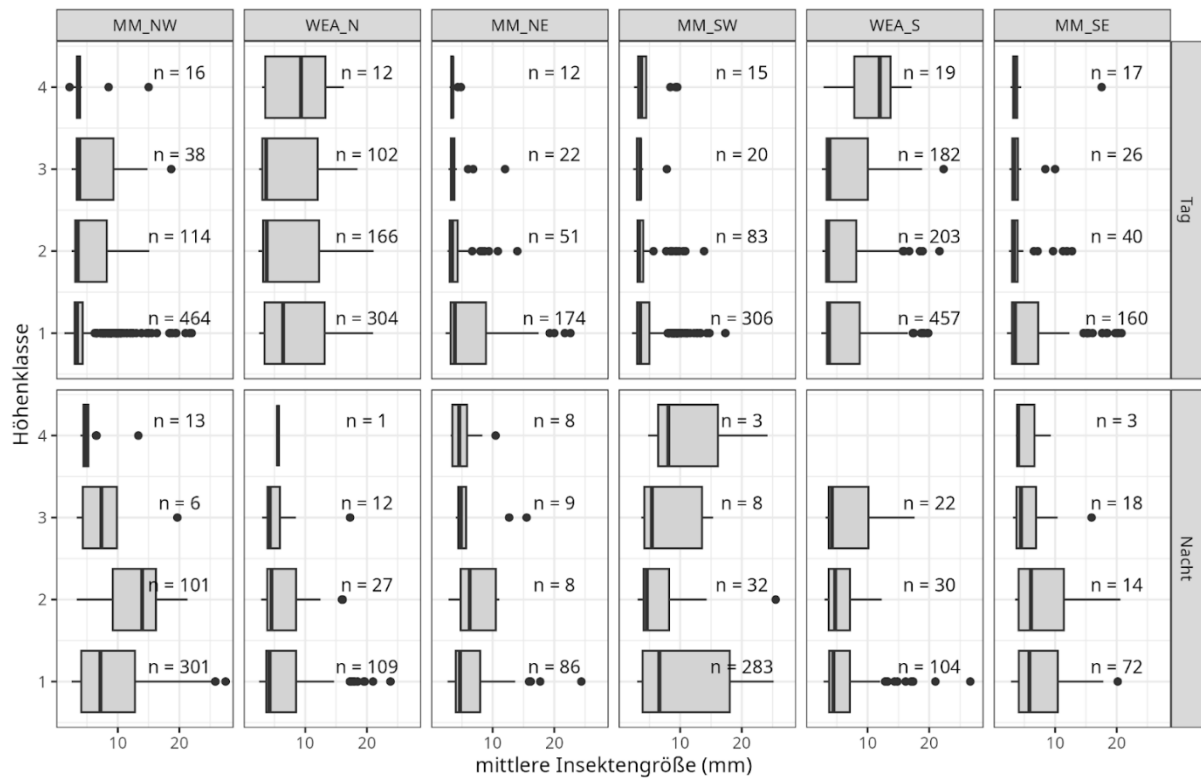 MM_NW WEA_N MM_NE MM_SW WEA_S MM_SE
4 n = 16 n = 12 n = 12 n = 15 n = 19 n = 17
3 n = 38 n = 102 n = 22 n = 20 n = 182 n = 26
Tag
2 n = 114 n = 166 n = 51 n = 83 n = 203 n = 40
1 n = 464 n = 304 n = 174 n = 306 n = 457 n = 160
Höhenklasse
4 n = 13 n = 1 n = 8 n = 3 n = 3
3 n = 6 n = 12 n = 9 n = 8 n = 22 n = 18
Nacht
2 n = 101 n = 27 n = 8 n = 32 n = 30 n = 14
1 n = 301 n = 109 n = 86 n = 283 n = 104 n = 72
10 20 10 20 10 20 10 20 10 20 10 20
mittlere Insektengröße (mm)